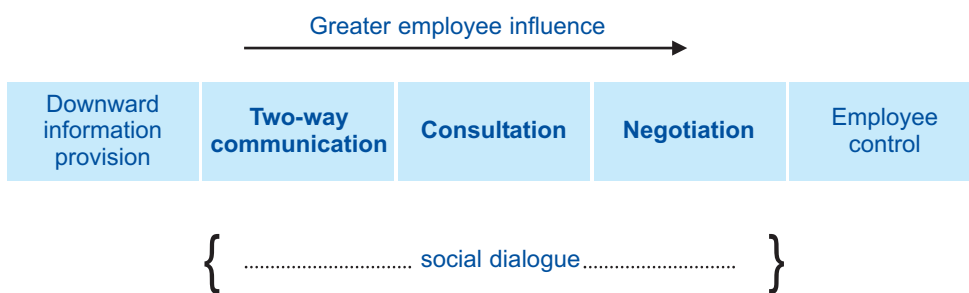 Greater employee influence
Downward
information
provision
Two-way
communication
Consultation
Negotiation
Employee
control
{ .................................. social dialogue............................... }